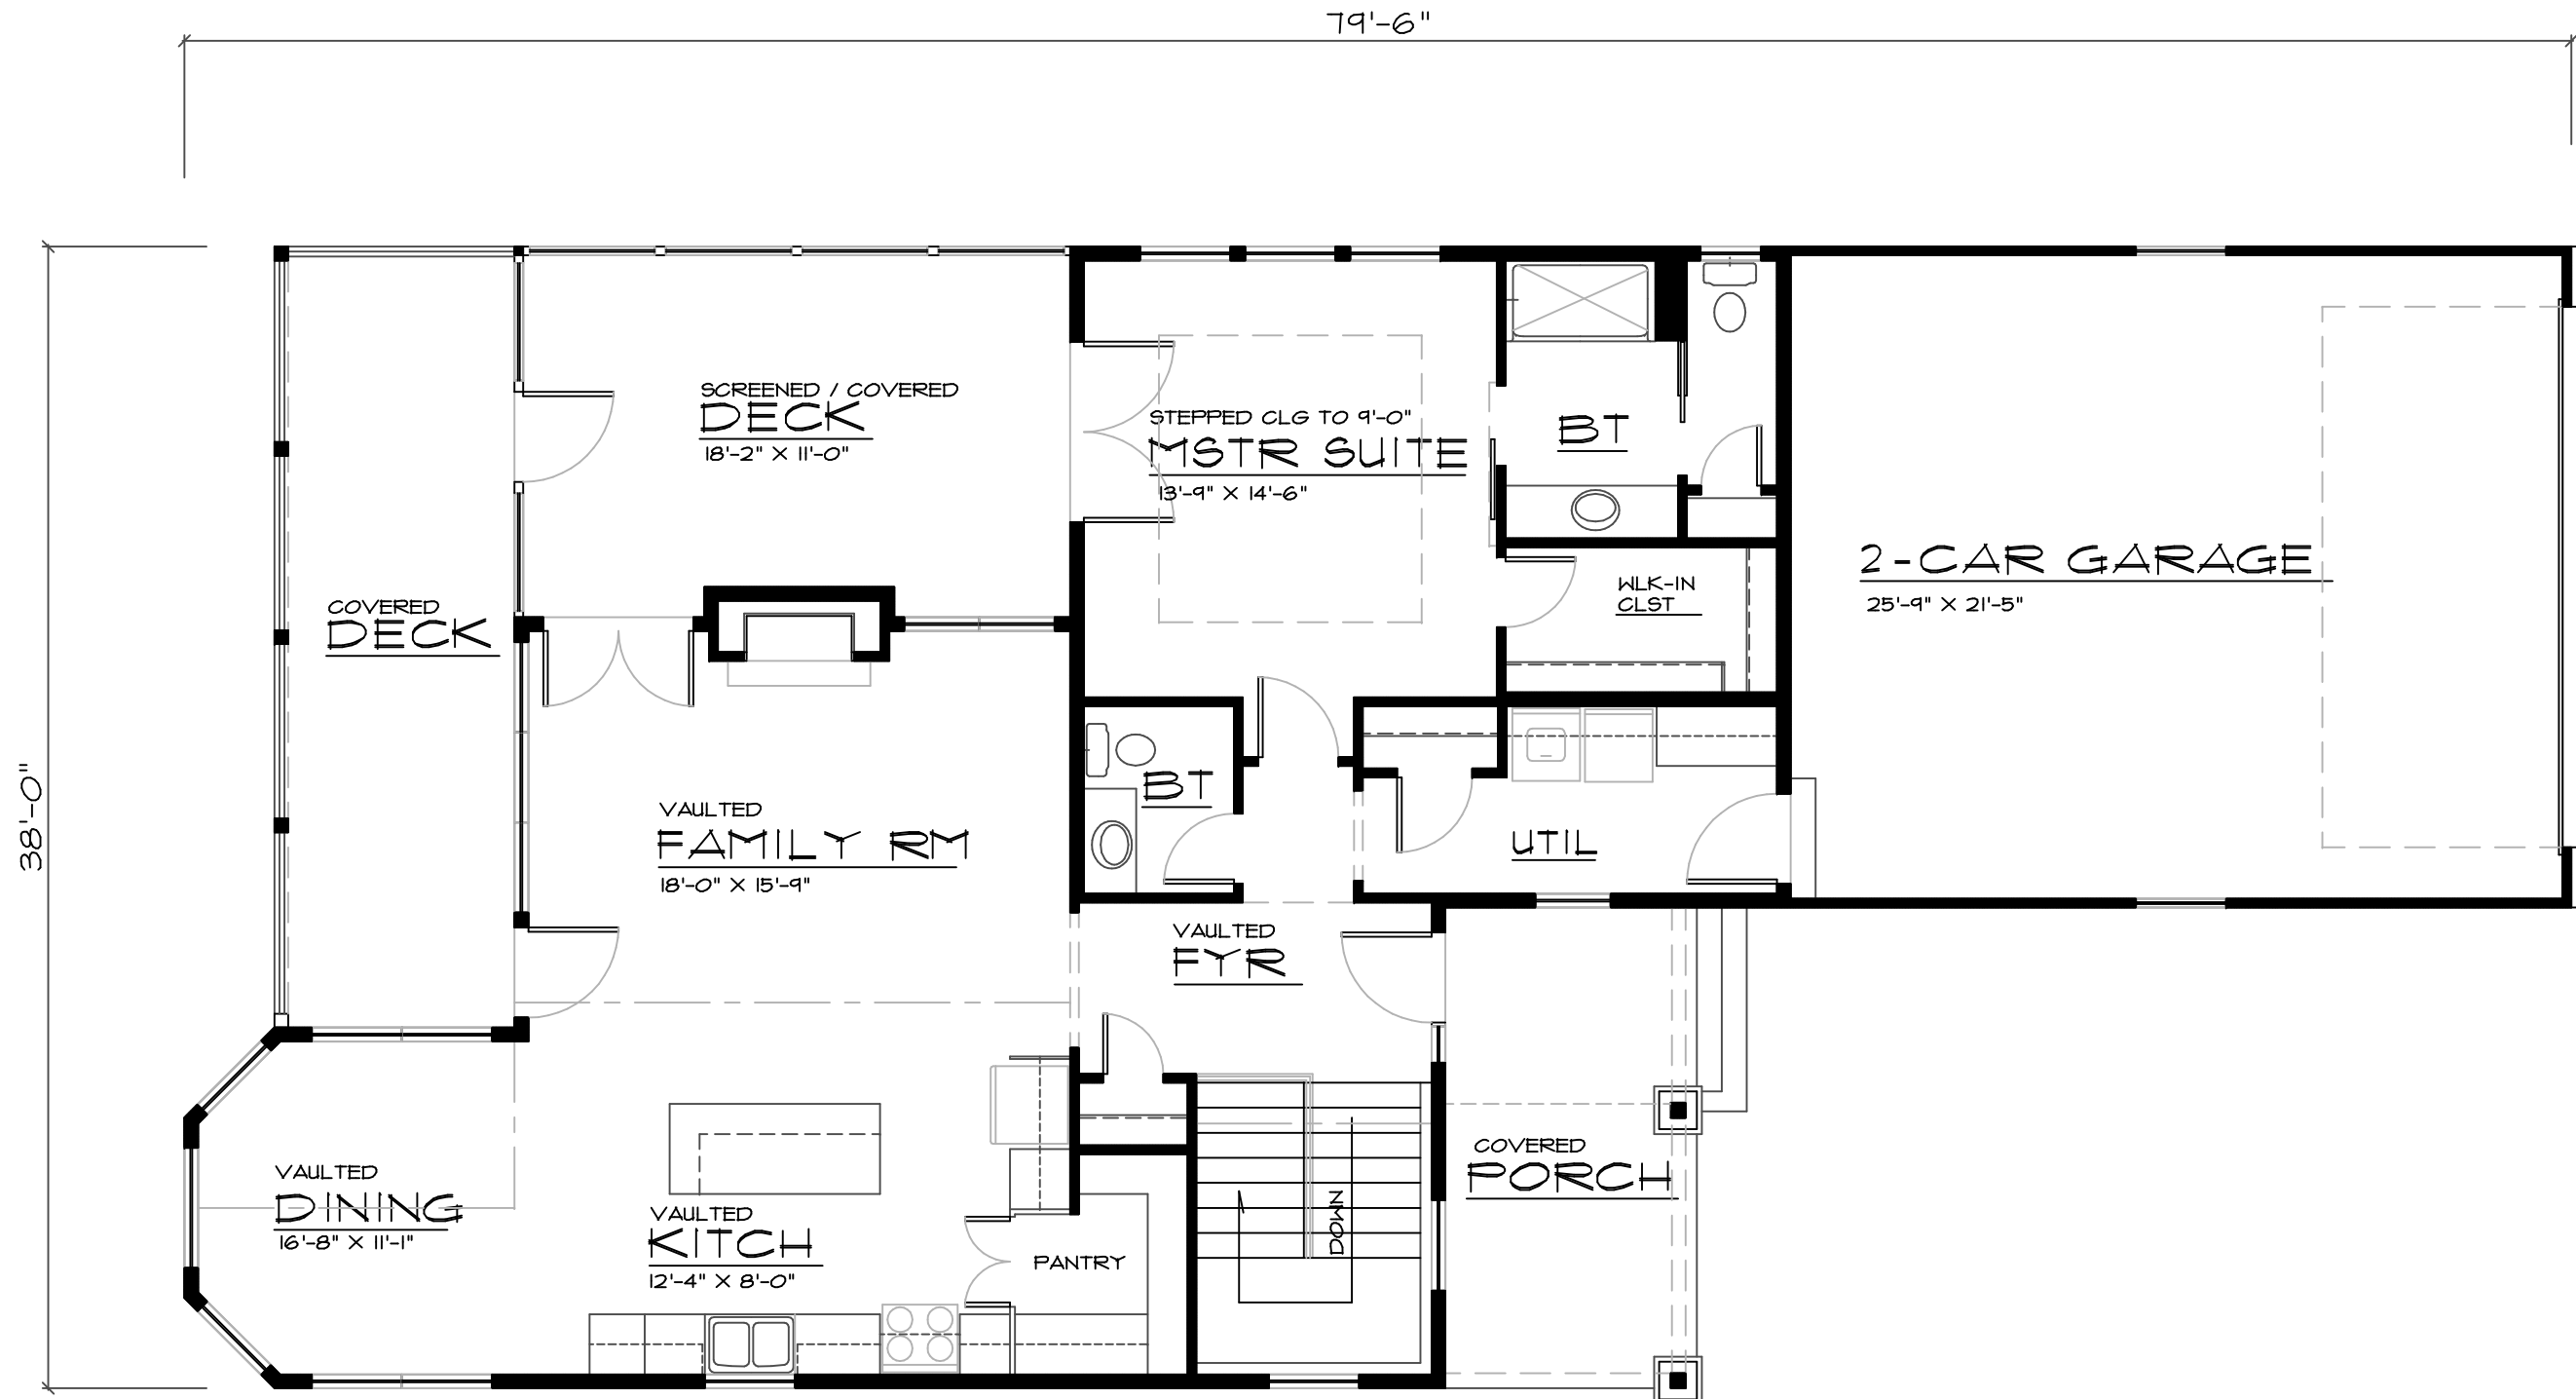 79'-6"
38'-0"
SCREENED / COVERED
DECK
18'-2" X 11'-0"
STEPPED CLG TO 9'-0"
MSTR SUITE
13'-9" X 14'-6"
BT
2-CAR GARAGE
25'-9" X 21'-5"
WLK-IN
CLST
COVERED
DECK
BT
VAULTED
FAMILY RM
18'-0" X 15'-9"
UTIL
VAULTED
FYR
COVERED
PORCH
VAULTED
DINING
16'-8" X 11'-1"
VAULTED
KITCH
12'-4" X 8'-0"
PANTRY
DOWN